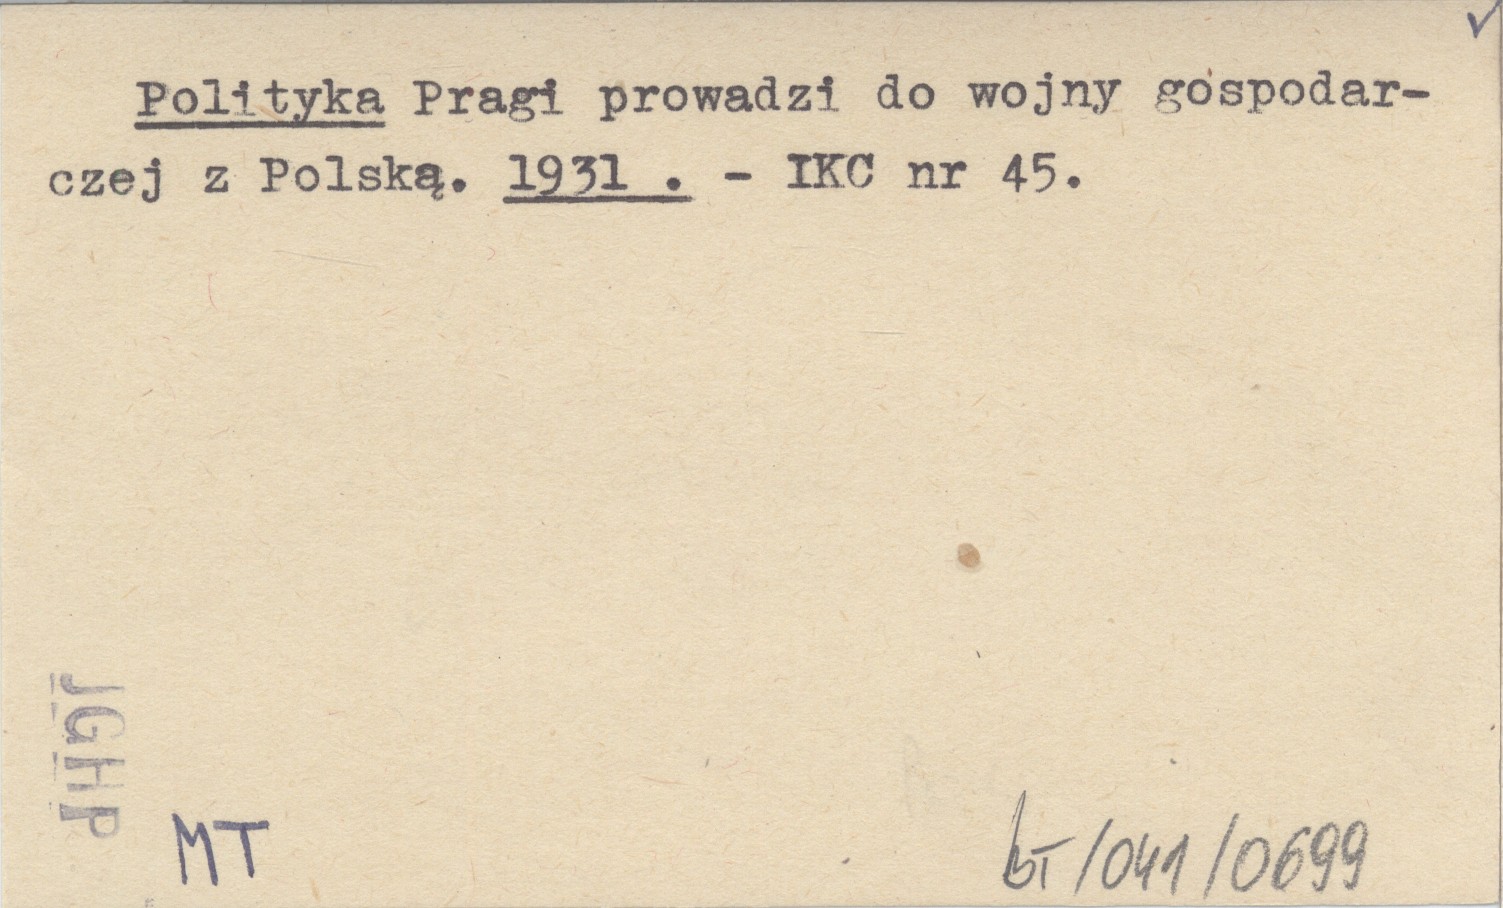 Polityka Pragi prowadzi do wojny gospodar-
czej z Polską. 1931 . - IKC nr 45.
JGHP
MT
bT/041/0699